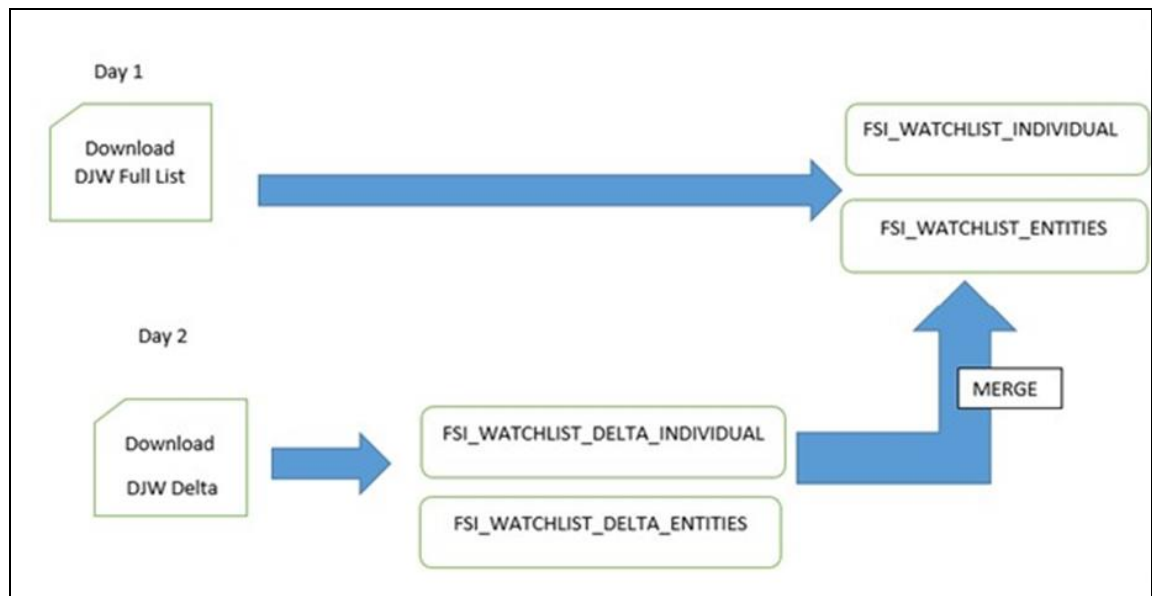 Day 1
Download
DJW Full List
FSI_WATCHLIST_INDIVIDUAL
FSI_WATCHLIST_ENTITIES
Day 2
Download
DJW Delta
FSI_WATCHLIST_DELTA_INDIVIDUAL
FSI_WATCHLIST_DELTA_ENTITIES
MERGE